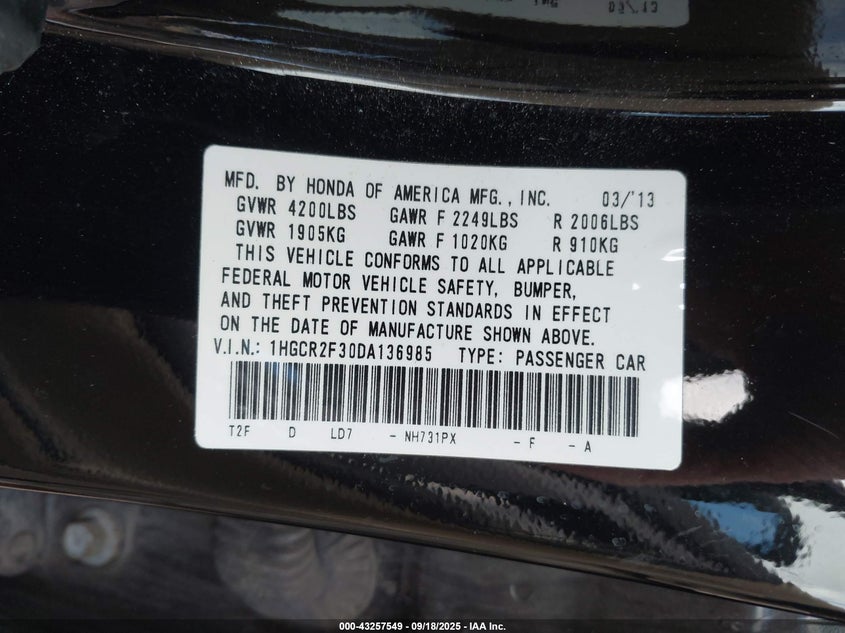 03/'13
MFD. BY HONDA OF AMERICA MFG., INC. 03/'13
GVWR 4200LBS GAWR F 2249LBS R 2006LBS
GVWR 1905KG GAWR F 1020KG R 910KG
THIS VEHICLE CONFORMS TO ALL APPLICABLE
FEDERAL MOTOR VEHICLE SAFETY, BUMPER,
AND THEFT PREVENTION STANDARDS IN EFFECT
ON THE DATE OF MANUFACTURE SHOWN ABOVE.
V.I.N.: 1HGCR2F30DA136985 TYPE: PASSENGER CAR
T2F D LD7 - NH731PX - F - A
000-43257549 - 09/18/2025 - IAA Inc.